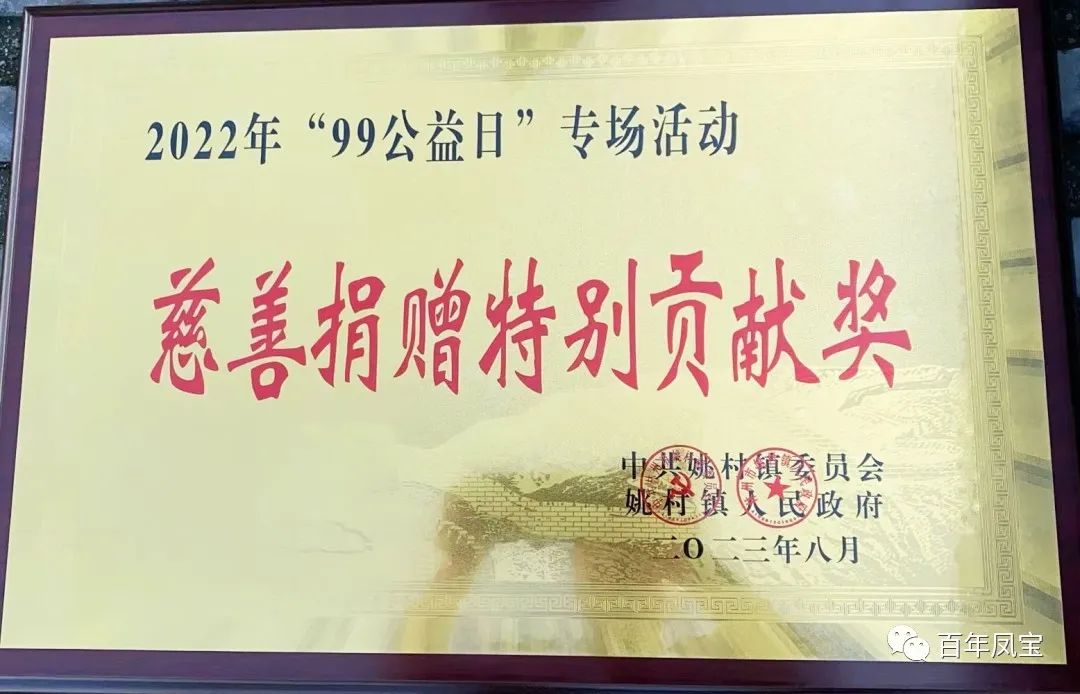 2022年“99公益日”专场活动
慈善捐赠特别贡献奖
中共姚村镇委员会
姚村镇人民政府
二〇二三年八月
百年凤宝